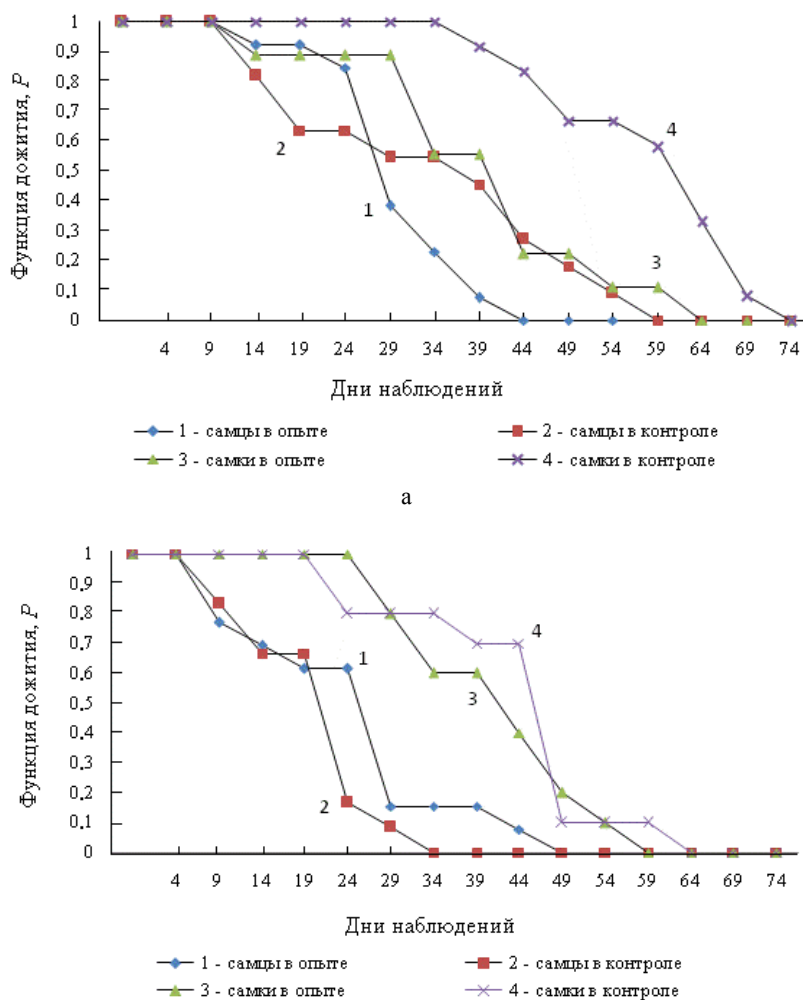 Функция дожития, P
1
0,9
0,8
0,7
0,6
0,5
0,4
0,3
0,2
0,1
0
4 9 14 19 24 29 34 39 44 49 54 59 64 69 74
1
2
3
4
Дни наблюдений
1 - самцы в опыте 2 - самцы в контроле
3 - самки в опыте 4 - самки в контроле
а
Функция дожития, P
1
0,9
0,8
0,7
0,6
0,5
0,4
0,3
0,2
0,1
0
4 9 14 19 24 29 34 39 44 49 54 59 64 69 74
1
2
3
4
Дни наблюдений
1 - самцы в опыте 2 - самцы в контроле
3 - самки в опыте 4 - самки в контроле